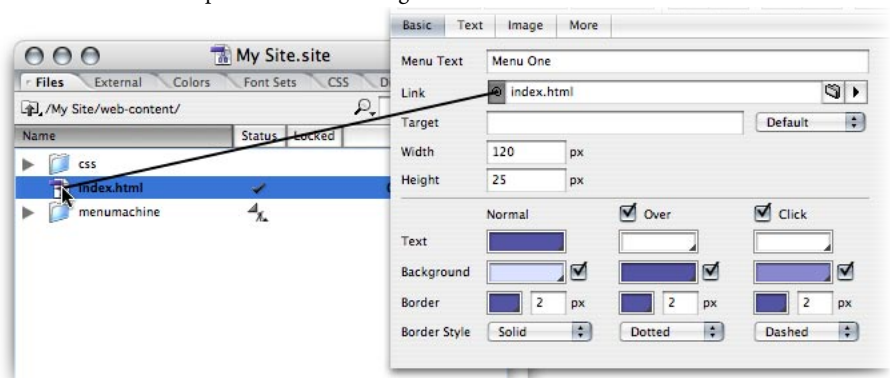 Basic Text Image More
My Site.site
Files External Colors Font Sets CSS
/My Site/web-content/
Name Status Locked
css
index.html
menumachine
Menu Text Menu One
Link index.html
Target Default
Width 120 px
Height 25 px
Normal Over Click
Text
Background
Border 2 px 2 px 2 px
Border Style Solid Dotted Dashed